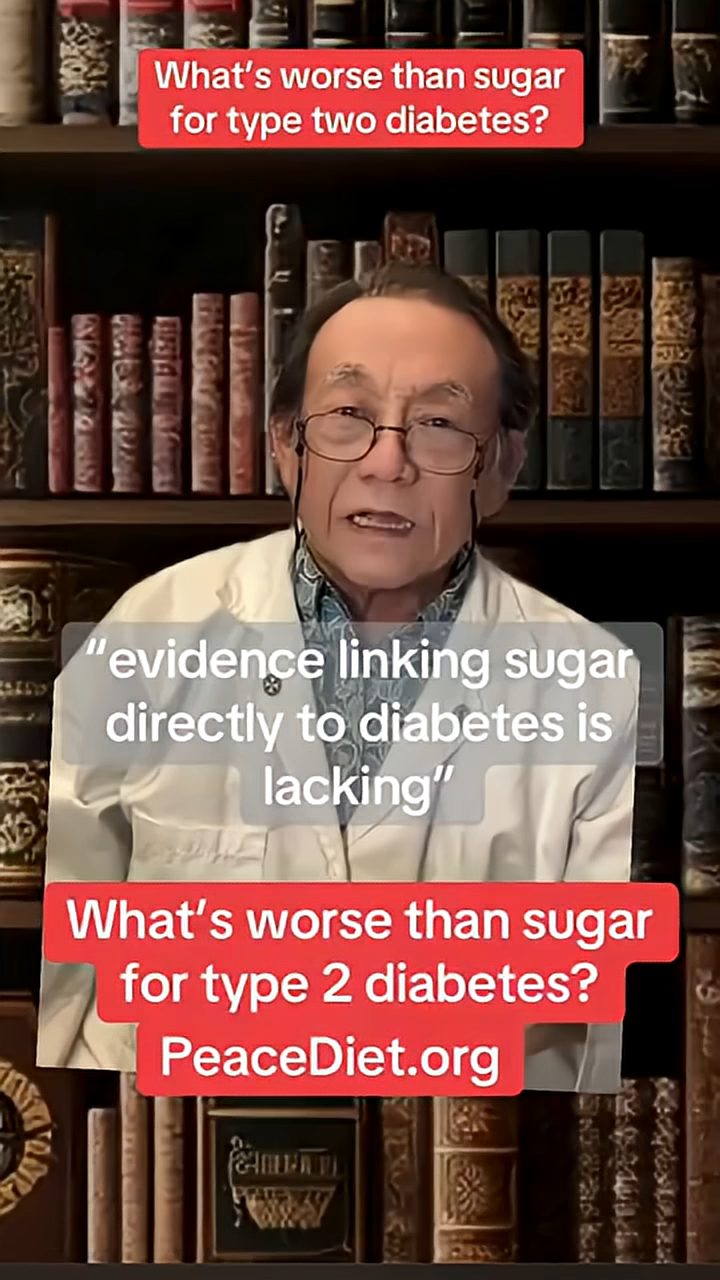 What's worse than sugar
for type two diabetes?
"evidence linking sugar
directly to diabetes is
lacking"
What's worse than sugar
for type 2 diabetes?
PeaceDiet.org